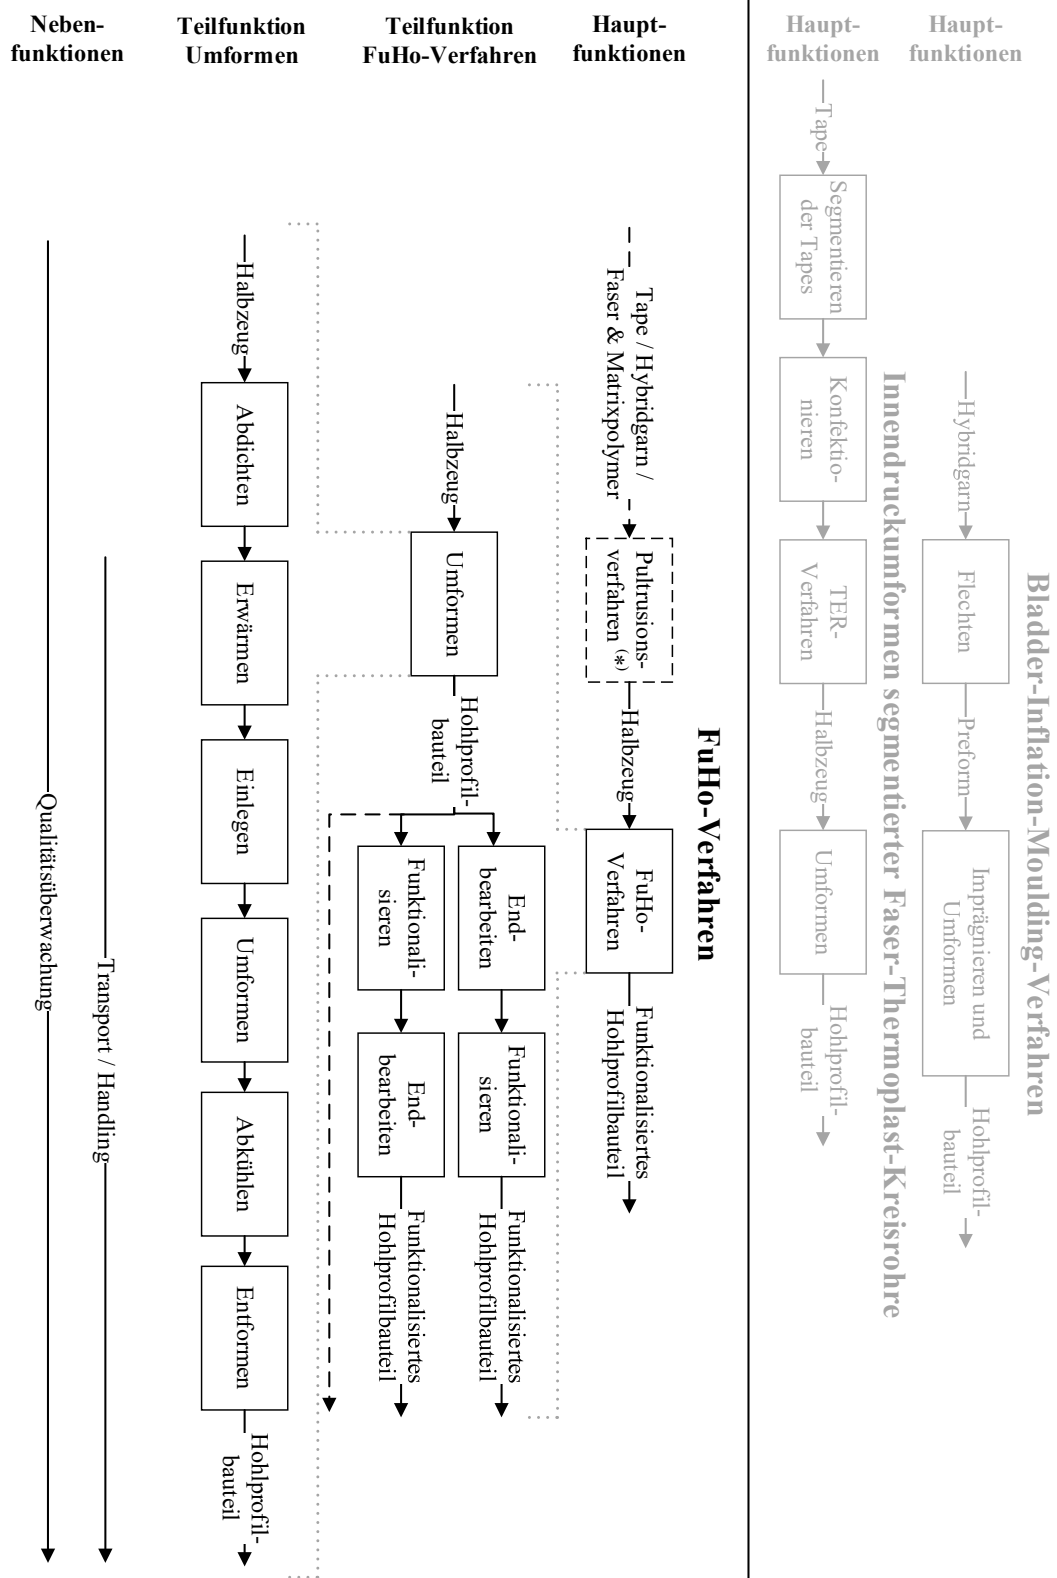 Bladder-Inflation-Moulding-Verfahren
Haupt-
funktionen
Hybridgarn
Flechten
Preform
Imprägnieren und
Umformen
Hohlprofil-
bauteil
Innendruckumformen segmentierter Faser-Thermoplast-Kreisrohre
Haupt-
funktionen
Tape
Segmentieren
der Tapes
Konfektio-
nieren
TER-
Verfahren
Halbzeug
Umformen
Hohlprofil-
bauteil
FuHo-Verfahren
Haupt-
funktionen
Tape / Hybridgarn /
Faser & Matrixpolymer
Pultrusions-
verfahren (*)
Halbzeug
FuHo-
Verfahren
Funktionalisiertes
Hohlprofilbauteil
Teilfunktion
FuHo-Verfahren
Halbzeug
Umformen
Hohlprofil-
bauteil
End-
bearbeiten
Funktionali-
sieren
Funktionalisiertes
Hohlprofilbauteil
Funktionali-
sieren
End-
bearbeiten
Funktionalisiertes
Hohlprofilbauteil
Teilfunktion
Umformen
Halbzeug
Abdichten
Erwärmen
Einlegen
Umformen
Abkühlen
Entformen
Hohlprofil-
bauteil
Neben-
funktionen
Transport / Handling
Qualitätsüberwachung